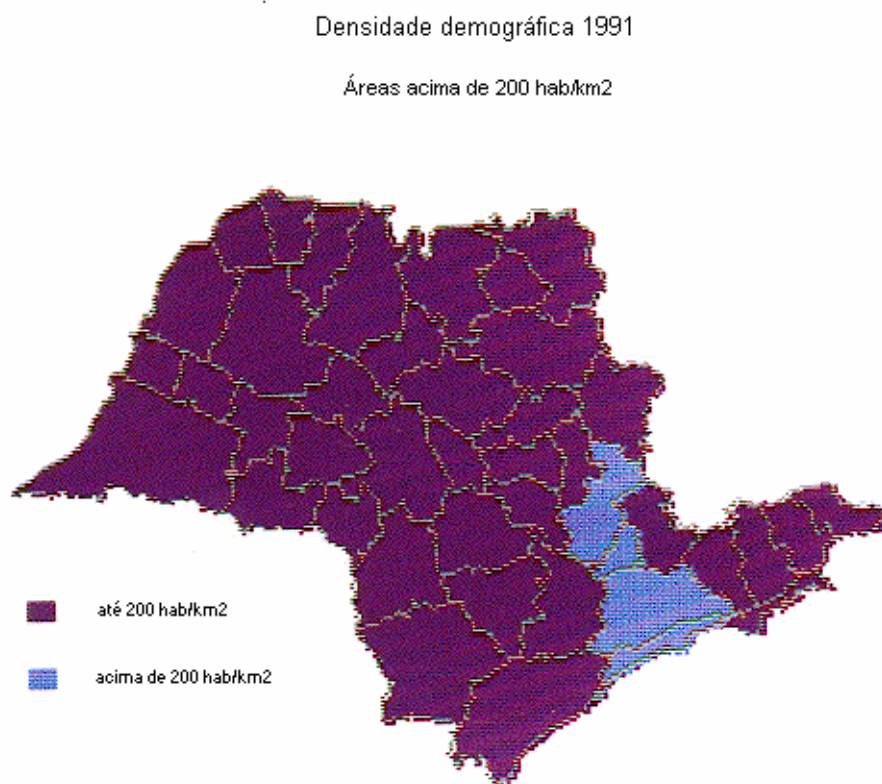 Densidade demográfica 1991
Áreas acima de 200 hab/km2
até 200 hab/km2
acima de 200 hab/km2